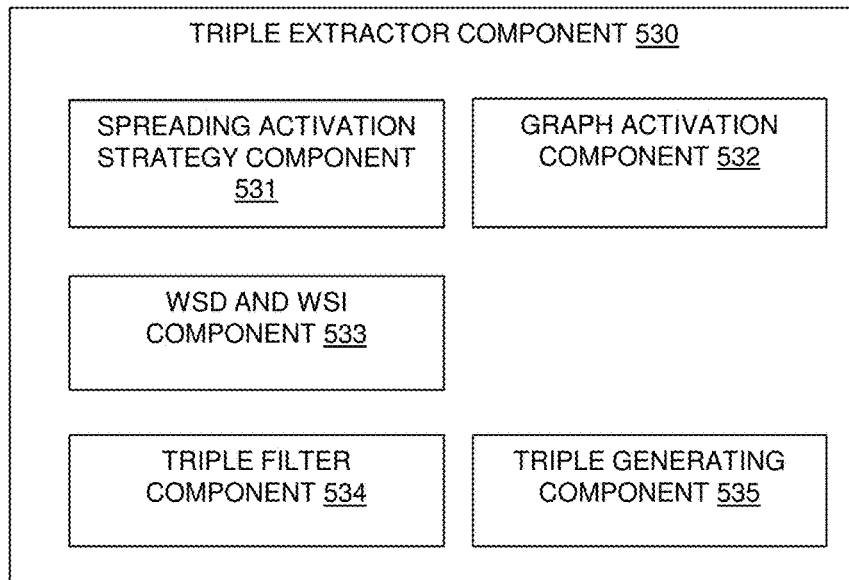 TRIPLE EXTRACTOR COMPONENT 530
SPREADING ACTIVATION
STRATEGY COMPONENT
531
GRAPH ACTIVATION
COMPONENT 532
WSD AND WSI
COMPONENT 533
TRIPLE FILTER
COMPONENT 534
TRIPLE GENERATING
COMPONENT 535